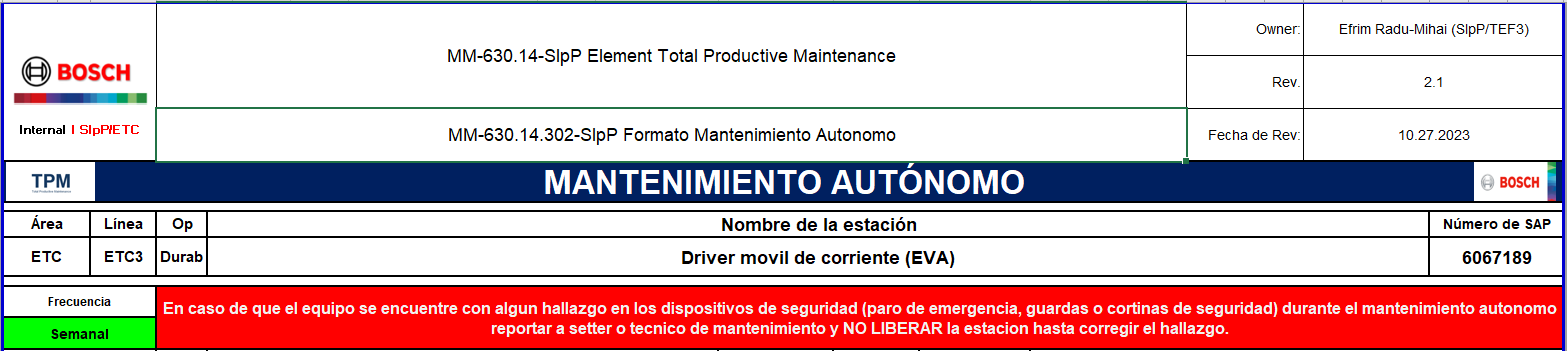 MM-630.14-SlpP Element Total Productive Maintenance
Owner:
Efrim Radu-Mihai (SlpP/TEF3)
BOSCH
Rev.
2.1
Internal I SlpP/ETC
MM-630.14.302-SlpP Formato Mantenimiento Autonomo
Fecha de Rev:
10.27.2023
TPM
Total Productive Maintenance
MANTENIMIENTO AUTÓNOMO
BOSCH
Área
Línea
Op
Nombre de la estación
Número de SAP
ETC
ETC3
Durab
Driver movil de corriente (EVA)
6067189
Frecuencia
Semanal
En caso de que el equipo se encuentre con algun hallazgo en los dispositivos de seguridad (paro de emergencia, guardas o cortinas de seguridad) durante el mantenimiento autonomo
reportar a setter o tecnico de mantenimiento y NO LIBERAR la estacion hasta corregir el hallazgo.